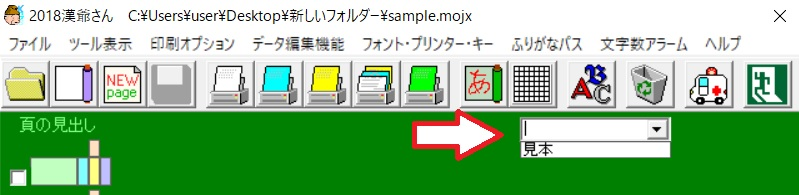 2018漢爺さん C:¥Users¥user¥Desktop¥新しいフォルダー¥sample.mojx
ファイル ツール表示 印刷オプション データ編集機能 フォント・プリンター・キー ふりがなパス 文字数アラーム ヘルプ
NEW page あ ABC
頁の見出し
見本